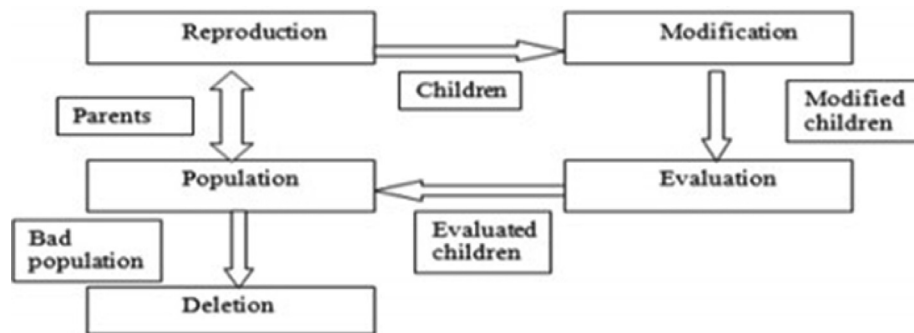 Reproduction
Modification
Children
Modified
children
Parents
Population
Evaluation
Bad
population
Evaluated
children
Deletion